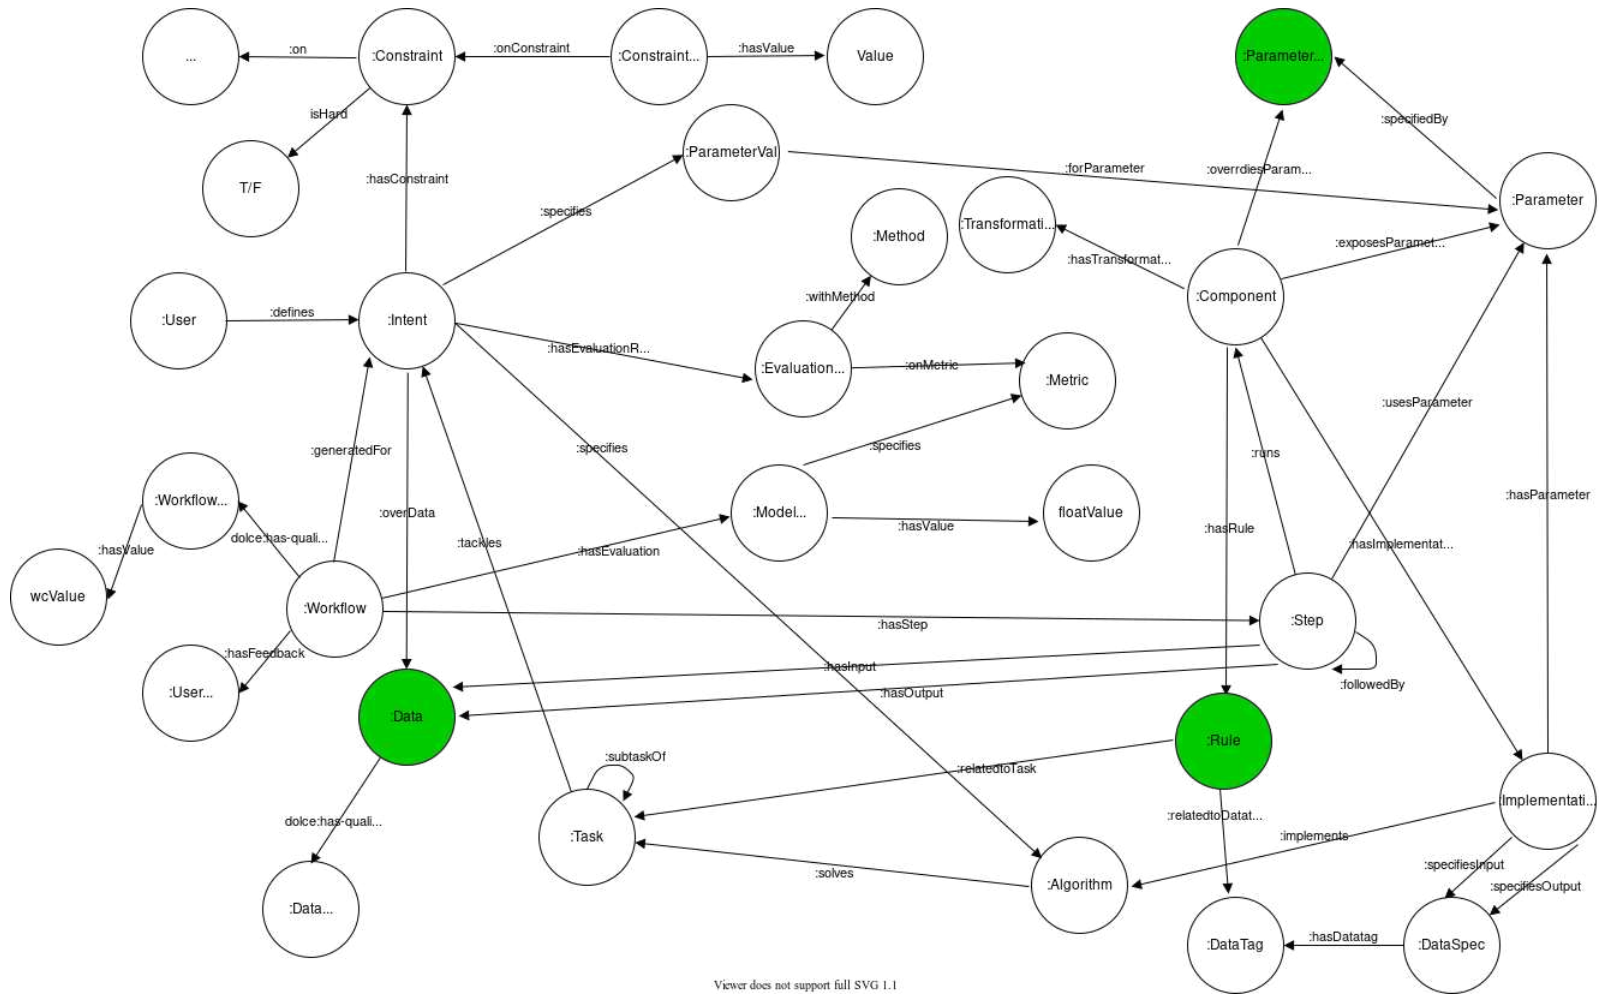 ...
:on
:Constraint
:onConstraint
:Constraint...
:hasValue
Value
:Parameter...
isHard
:specifiedBy
:ParameterVal
:forParameter
:overrdiesParam...
T/F
:hasConstraint
:specifies
:Method
:Transformati...
:Parameter
:hasTransformat...
:exposesParamet...
:withMethod
:Component
:User
:defines
:Intent
:hasEvaluationR...
:Evaluation...
:onMetric
:Metric
:usesParameter
:generatedFor
:specifies
:specifies
:runs
:Workflow...
:hasParameter
:overData
:Model...
floatValue
:hasValue
:hasRule
dolce:has-quali...
:hasValue
:tackles
:hasEvaluation
:hasImplementat...
wcValue
:Workflow
:hasStep
:Step
:hasFeedback
:hasInput
:followedBy
:User...
:hasOutput
:Data
:Rule
:subtaskOf
:relatedtoTask
Implementati...
dolce:has-quali...
:relatedtoDatat...
:Task
:implements
:solves
:specifiesInput
:Algorithm
:specifiesOutput
:Data...
:DataTag
:hasDatatag
:DataSpec
Viewer does not support full SVG 1.1